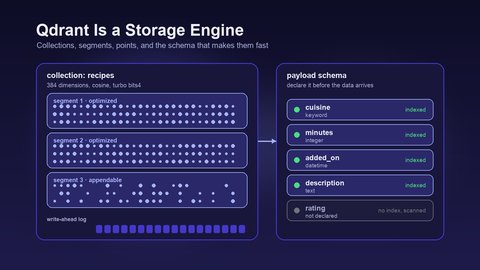 Qdrant Is a Storage Engine
Collections, segments, points, and the schema that makes them fast
collection: recipes
384 dimensions, cosine, turbo bits4
segment 1 · optimized
segment 2 · optimized
segment 3 · appendable
write-ahead log
payload schema
declare it before the data arrives
cuisine
keyword
indexed
minutes
integer
indexed
added_on
datetime
indexed
description
text
indexed
rating
not declared
no index, scanned